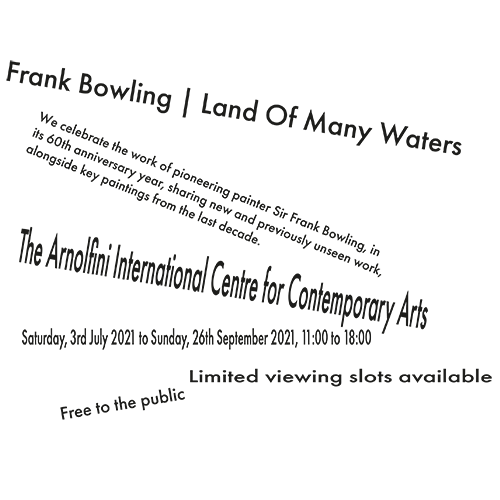 Frank Bowling | Land Of Many Waters
We celebrate the work of pioneering painter Sir Frank Bowling, in
its 60th anniversary year, sharing new and previously unseen work,
alongside key paintings from the last decade.
The Arnolfini International Centre for Contemporary Arts
Saturday, 3rd July 2021 to Sunday, 26th September 2021, 11:00 to 18:00
Limited viewing slots available
Free to the public